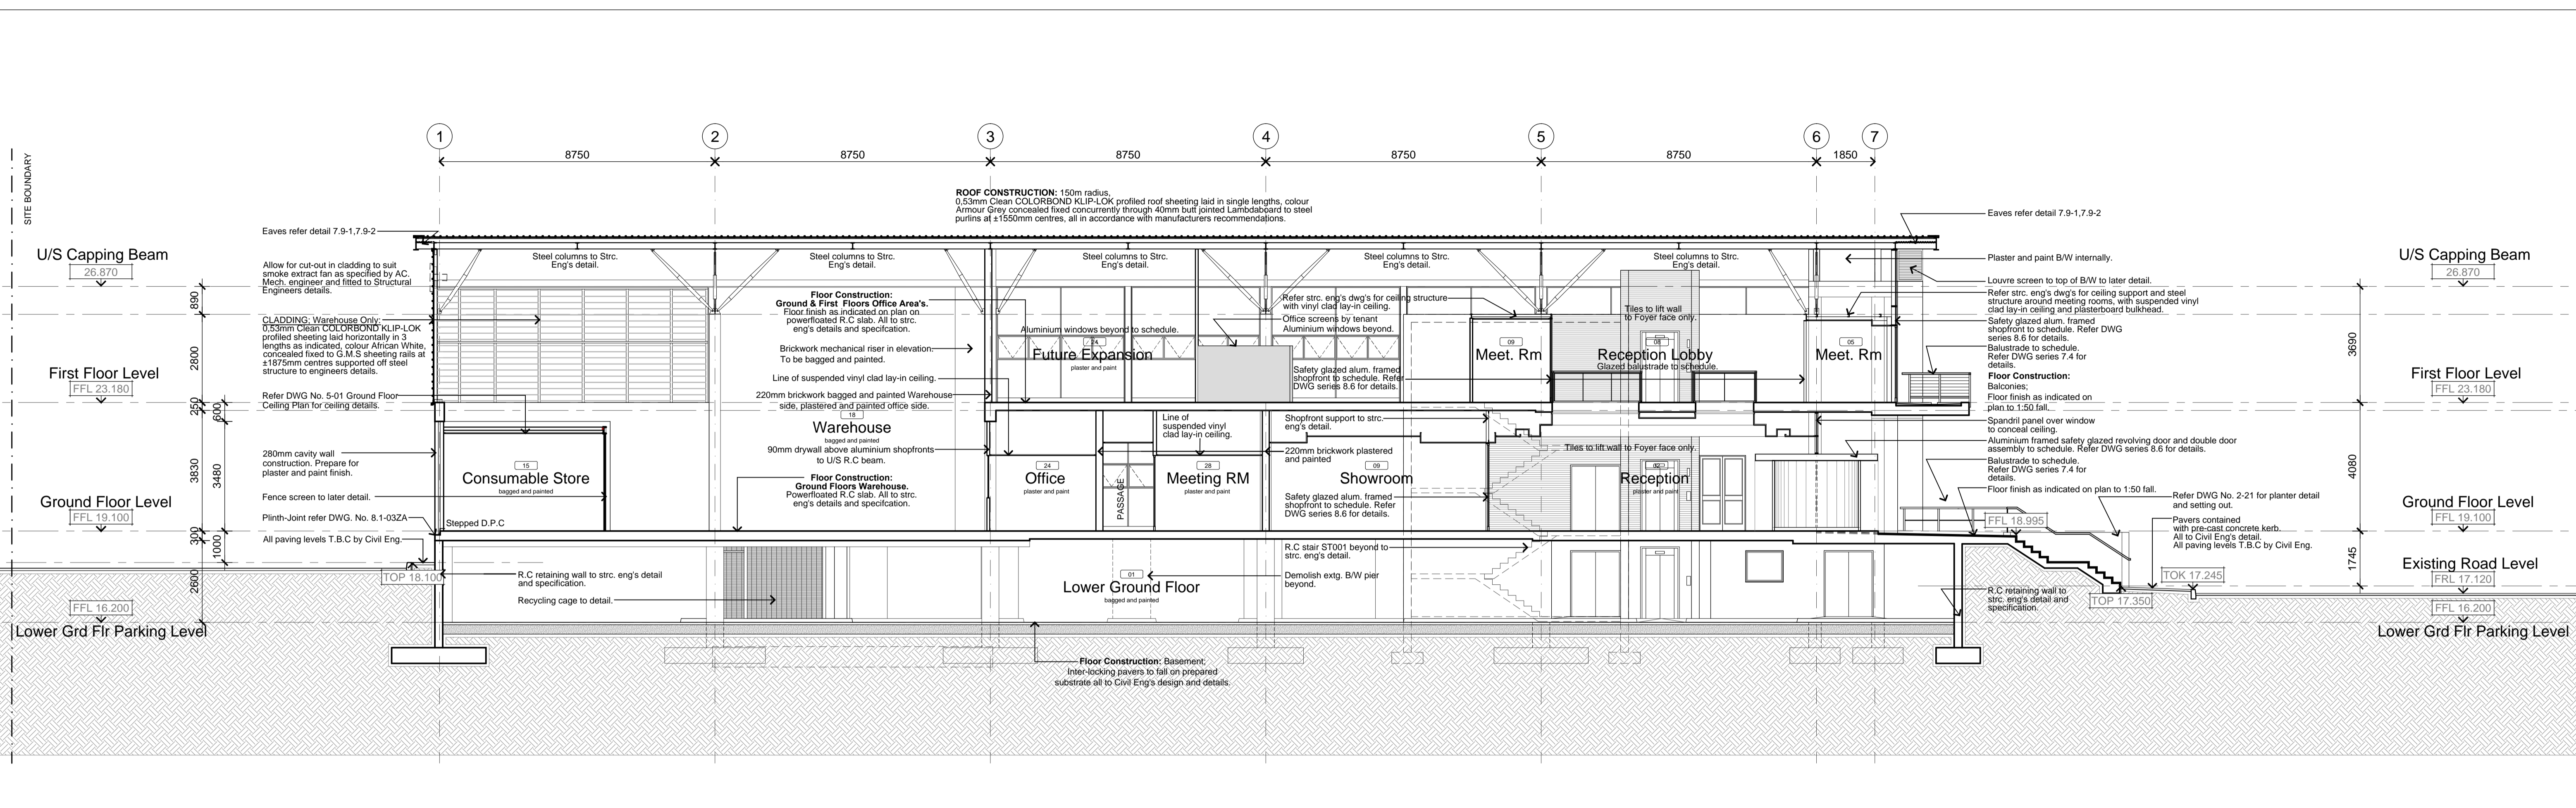 1
2
3
4
5
6
7
8750
8750
8750
8750
8750
1850
SITE BOUNDARY
ROOF CONSTRUCTION: 150m radius,
0,53mm Clean COLORBOND KLIP-LOK profiled roof sheeting laid in single lengths, colour
Armour Grey concealed fixed concurrently through 40mm butt jointed Lambdaboard to steel
purlins at ±1550mm centres, all in accordance with manufacturers recommendations.
U/S Capping Beam
26.870
First Floor Level
FFL 23.180
Ground Floor Level
FFL 19.100
FFL 16.200
Lower Grd Flr Parking Level
890
2800
250
600
3830
3480
300
1000
2600
Eaves refer detail 7.9-1,7.9-2
Allow for cut-out in cladding to suit
smoke extract fan as specified by AC.
Mech. engineer and fitted to Structural
Engineers details.
CLADDING; Warehouse Only:
0,53mm Clean COLORBOND KLIP-LOK
profiled sheeting laid horizontally in 3
lengths as indicated, colour African White,
concealed fixed to G.M.S sheeting rails at
±1875mm centres supported off steel
structure to engineers details.
Refer DWG No. 5-01 Ground Floor
Ceiling Plan for ceiling details.
280mm cavity wall
construction. Prepare for
plaster and paint finish.
Fence screen to later detail.
Plinth-Joint refer DWG. No. 8.1-03ZA
All paving levels T.B.C by Civil Eng.
TOP 18.100
Stepped D.P.C
15
Consumable Store
bagged and painted
R.C retaining wall to strc. eng's detail
and specification.
Recycling cage to detail.
Steel columns to Strc.
Eng's detail.
Steel columns to Strc.
Eng's detail.
Steel columns to Strc.
Eng's detail.
Steel columns to Strc.
Eng's detail.
Steel columns to Strc.
Eng's detail.
Floor Construction:
Ground & First Floors Office Area's.
Floor finish as indicated on plan on
powerfloated R.C slab. All to strc.
eng's details and specifcation.
Brickwork mechanical riser in elevation.
To be bagged and painted.
Line of suspended vinyl clad lay-in ceiling.
220mm brickwork bagged and painted Warehouse
side, plastered and painted office side.
18
Warehouse
bagged and painted
90mm drywall above aluminium shopfronts
to U/S R.C beam.
Floor Construction:
Ground Floors Warehouse.
Powerfloated R.C slab. All to strc.
eng's details and specifcation.
Aluminium windows beyond to schedule.
24
Future Expansion
plaster and paint
Refer strc. eng's dwg's for ceiling structure
with vinyl clad lay-in ceiling.
Office screens by tenant
Aluminium windows beyond.
Safety glazed alum. framed
shopfront to schedule. Refer
DWG series 8.6 for details.
09
Meet. Rm
Tiles to lift wall
to Foyer face only.
08
Reception Lobby
Glazed balustrade to schedule.
05
Meet. Rm
Line of
suspended vinyl
clad lay-in ceiling.
24
Office
plaster and paint
PASSAGE
28
Meeting RM
plaster and paint
Shopfront support to strc.
eng's detail.
220mm brickwork plastered
and painted
09
Showroom
Safety glazed alum. framed
shopfront to schedule. Refer
DWG series 8.6 for details.
Tiles to lift wall to Foyer face only.
02
Reception
plaster and paint
R.C stair ST001 beyond to
strc. eng's detail.
Demolish extg. B/W pier
beyond.
01
Lower Ground Floor
bagged and painted
Floor Construction: Basement;
Inter-locking pavers to fall on prepared
substrate all to Civil Eng's design and details.
Eaves refer detail 7.9-1,7.9-2
Plaster and paint B/W internally.
Louvre screen to top of B/W to later detail.
Refer strc. eng's dwg's for ceiling support and steel
structure around meeting rooms, with suspended vinyl
clad lay-in ceiling and plasterboard bulkhead.
Safety glazed alum. framed
shopfront to schedule. Refer DWG
series 8.6 for details.
Balustrade to schedule.
Refer DWG series 7.4 for
details.
Floor Construction:
Balconies;
Floor finish as indicated on
plan to 1:50 fall.
Spandril panel over window
to conceal ceiling.
Aluminium framed safety glazed revolving door and double door
assembly to schedule. Refer DWG series 8.6 for details.
Balustrade to schedule.
Refer DWG series 7.4 for
details.
Floor finish as indicated on plan to 1:50 fall.
FFL 18.995
Refer DWG No. 2-21 for planter detail
and setting out.
Pavers contained
with pre-cast concrete kerb.
All to Civil Eng's detail.
All paving levels T.B.C by Civil Eng.
TOK 17.245
TOP 17.350
R.C retaining wall to
strc. eng's detail and
specification.
3690
4080
1745
U/S Capping Beam
26.870
First Floor Level
FFL 23.180
Ground Floor Level
FFL 19.100
Existing Road Level
FRL 17.120
FFL 16.200
Lower Grd Flr Parking Level